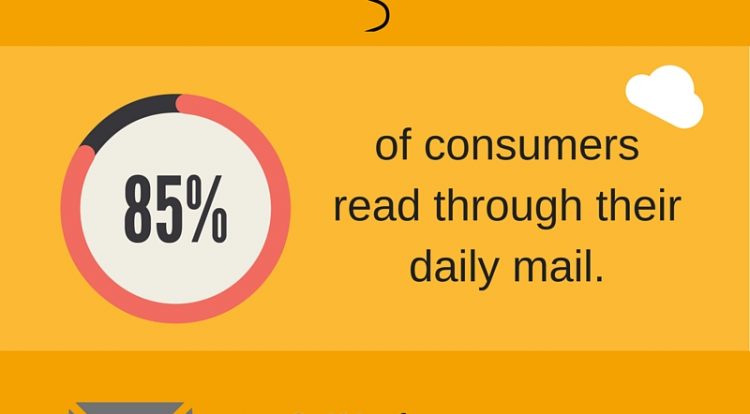 85%
of consumers
read through their
daily mail.